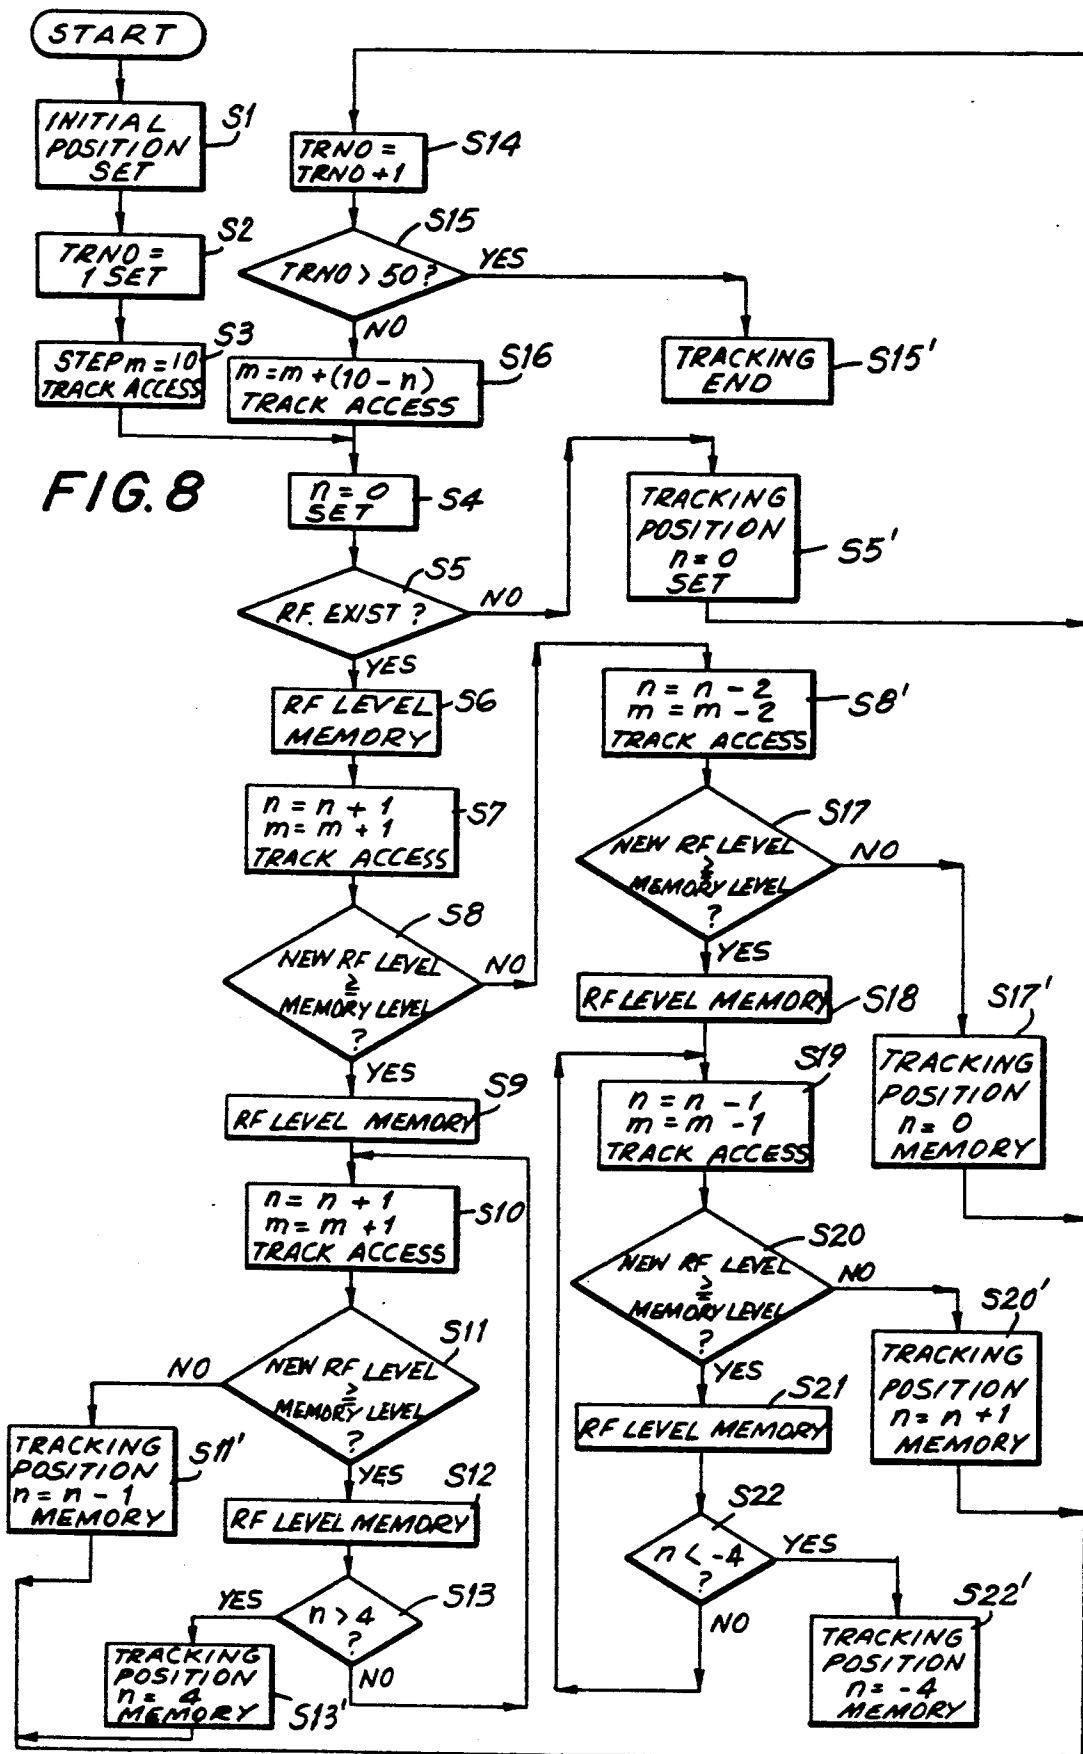 START
INITIAL
POSITION
SET
S1
TRNO =
1 SET
S2
STEP m = 10
TRACK ACCESS
S3
TRNO =
TRNO + 1
S14
TRNO > 50 ?
S15
YES
NO
TRACKING
END
S15'
m = m + (10 - n)
TRACK ACCESS
S16
FIG. 8
n = 0
SET
S4
RF. EXIST ?
S5
NO
YES
TRACKING
POSITION
n = 0
SET
S5'
RF LEVEL
MEMORY
S6
n = n + 1
m = m + 1
TRACK ACCESS
S7
NEW RF LEVEL
≧
MEMORY LEVEL
?
S8
NO
YES
n = n - 2
m = m - 2
TRACK ACCESS
S8'
NEW RF LEVEL
≧
MEMORY LEVEL
?
S17
NO
YES
RF LEVEL MEMORY
S18
TRACKING
POSITION
n = 0
MEMORY
S17'
RF LEVEL MEMORY
S9
n = n + 1
m = m + 1
TRACK ACCESS
S10
n = n - 1
m = m - 1
TRACK ACCESS
S19
NEW RF LEVEL
≧
MEMORY LEVEL
?
S20
NO
YES
TRACKING
POSITION
n = n + 1
MEMORY
S20'
NEW RF LEVEL
≧
MEMORY LEVEL
?
S11
NO
YES
TRACKING
POSITION
n = n - 1
MEMORY
S11'
RF LEVEL MEMORY
S12
RF LEVEL MEMORY
S21
n > 4
?
S13
YES
NO
TRACKING
POSITION
n = 4
MEMORY
S13'
n < -4
?
S22
YES
NO
TRACKING
POSITION
n = -4
MEMORY
S22'